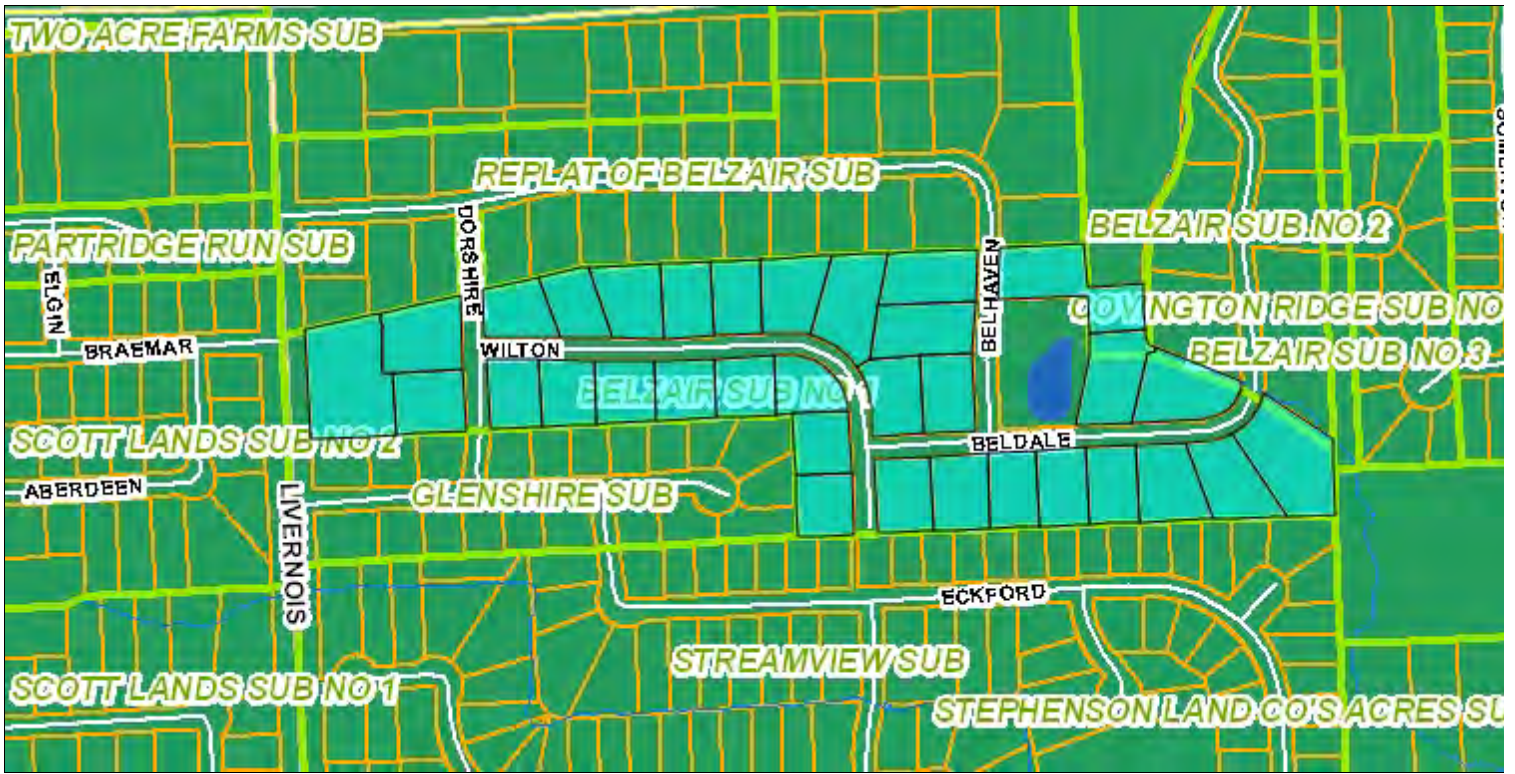 TWO ACRE FARMS SUB
REPLAT OF BELZAIR SUB
DORSHIRE
BELZAIR SUB NO 2
PARTRIDGE RUN SUB
BELHAVEN
ELGIN
COVINGTON RIDGE SUB NO
BRAEMAR
WILTON
BELZAIR SUB NO 3
BELZAIR SUB NO 1
SCOTT LANDS SUB NO 2
BELDALE
ABERDEEN
GLENSHIRE SUB
LIVERNOIS
ECKFORD
STREAMVIEW SUB
SCOTT LANDS SUB NO 1
STEPHENSON LAND CO'S ACRES SU